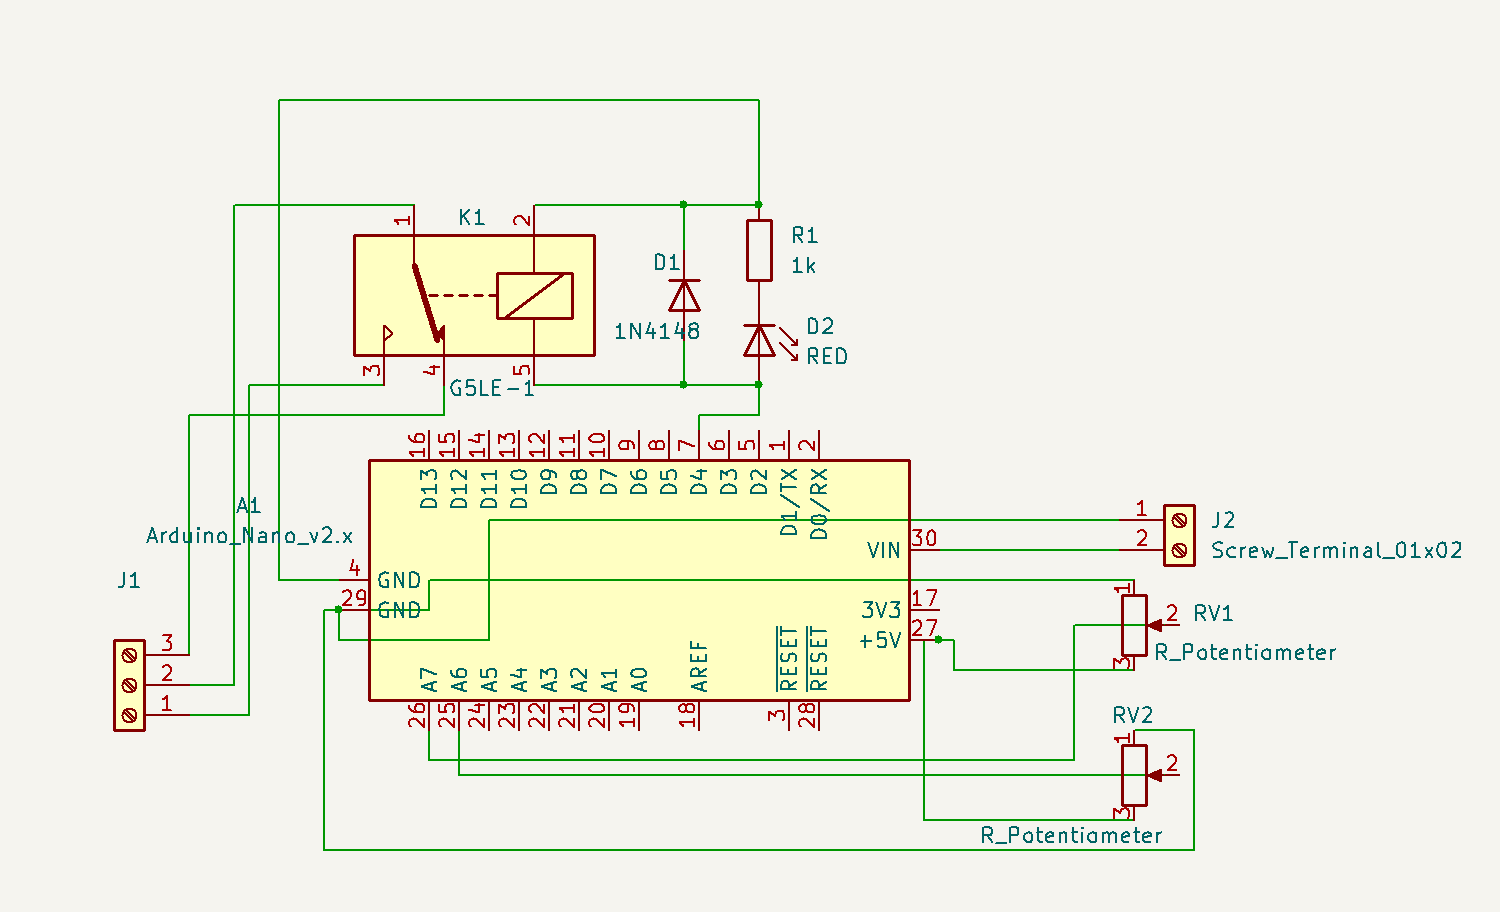 K1
1
2
3
4
5
G5LE-1
D1
1N4148
R1
1k
D2
RED
A1
Arduino_Nano_v2.x
16
15
14
13
12
11
10
9
8
7
6
5
1
2
D13
D12
D11
D10
D9
D8
D7
D6
D5
D4
D3
D2
D1/TX
D0/RX
4
GND
29
GND
30
VIN
17
3V3
27
+5V
A7
A6
A5
A4
A3
A2
A1
A0
AREF
RESET
RESET
26
25
24
23
22
21
20
19
18
3
28
J1
3
2
1
J2
Screw_Terminal_01x02
1
2
1
2
3
RV1
R_Potentiometer
RV2
1
2
3
R_Potentiometer